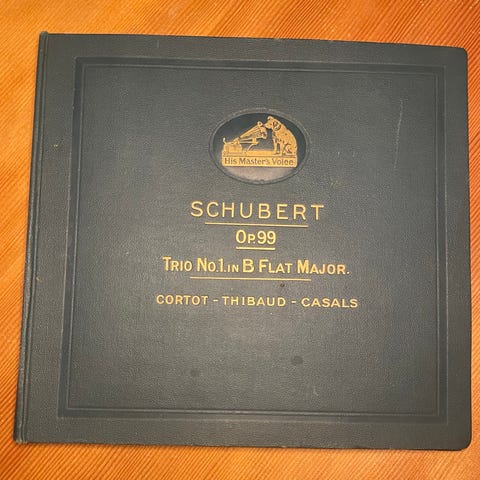 His Master's Voice
SCHUBERT
OP.99
TRIO NO.1.IN B FLAT MAJOR.
CORTOT - THIBAUD - CASALS